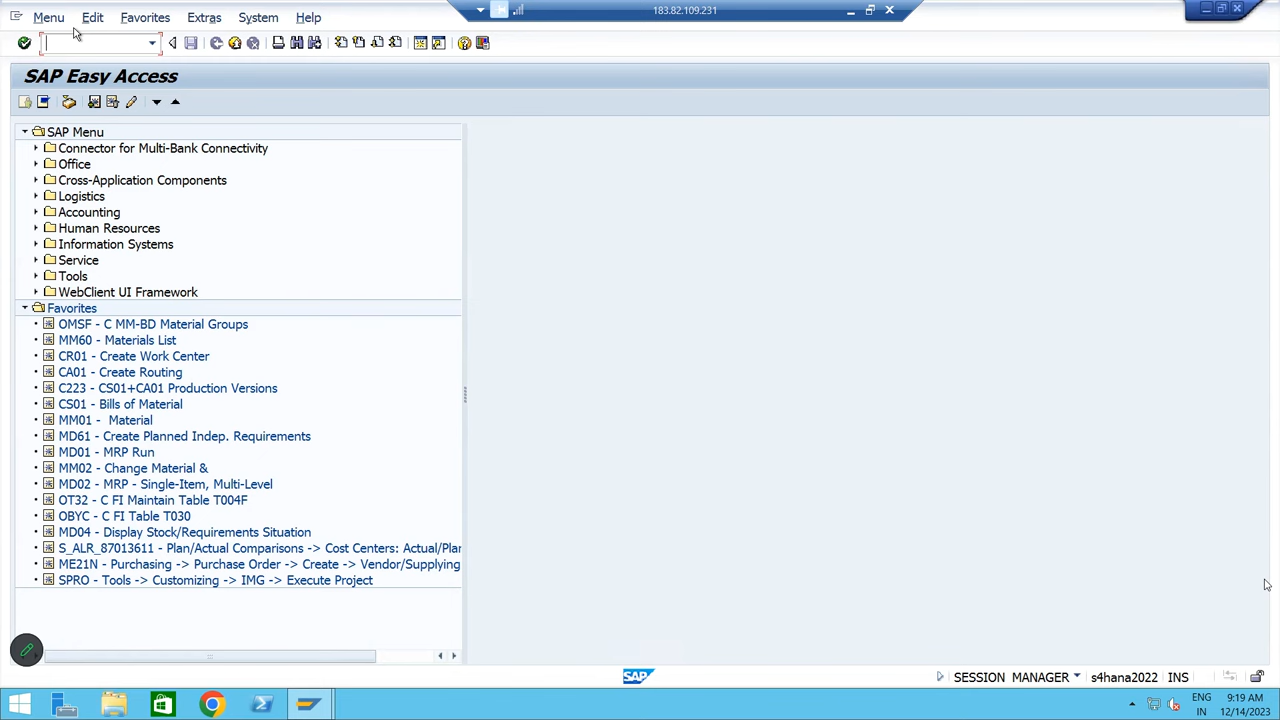 Menu Edit Favorites Extras System Help
183.82.109.231
SAP Easy Access
SAP Menu
Connector for Multi-Bank Connectivity
Office
Cross-Application Components
Logistics
Accounting
Human Resources
Information Systems
Service
Tools
WebClient UI Framework
Favorites
OMSF - C MM-BD Material Groups
MM60 - Materials List
CR01 - Create Work Center
CA01 - Create Routing
C223 - CS01+CA01 Production Versions
CS01 - Bills of Material
MM01 -  Material
MD61 - Create Planned Indep. Requirements
MD01 - MRP Run
MM02 - Change Material &
MD02 - MRP - Single-Item, Multi-Level
OT32 - C FI Maintain Table T004F
OBYC - C FI Table T030
MD04 - Display Stock/Requirements Situation
S_ALR_87013611 - Plan/Actual Comparisons -> Cost Centers: Actual/Plan
ME21N - Purchasing -> Purchase Order -> Create -> Vendor/Supplying
SPRO - Tools -> Customizing -> IMG -> Execute Project
SAP
SESSION MANAGER s4hana2022 INS
ENG 9:19 AM
IN 12/14/2023